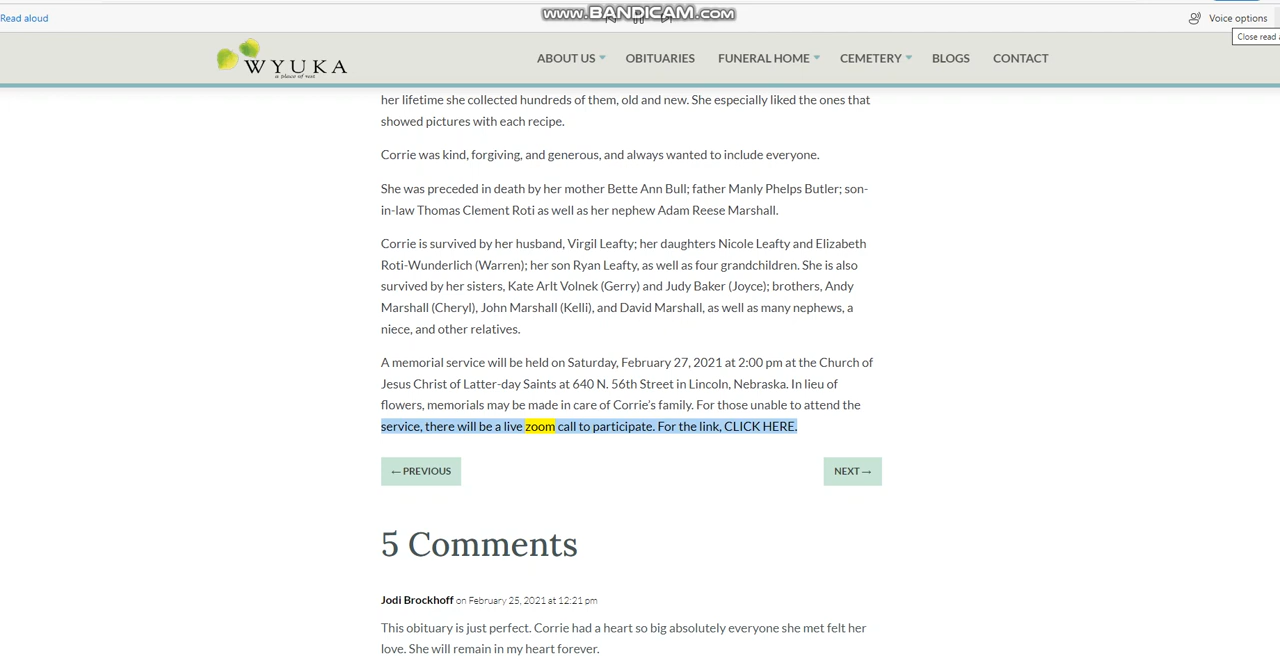 Read aloud
www.BANDICAM.com
Voice options
Close read
WYUKA
a place of rest
ABOUT US
OBITUARIES
FUNERAL HOME
CEMETERY
BLOGS
CONTACT
her lifetime she collected hundreds of them, old and new. She especially liked the ones that
showed pictures with each recipe.
Corrie was kind, forgiving, and generous, and always wanted to include everyone.
She was preceded in death by her mother Bette Ann Bull; father Manly Phelps Butler; son-
in-law Thomas Clement Roti as well as her nephew Adam Reese Marshall.
Corrie is survived by her husband, Virgil Leafty; her daughters Nicole Leafty and Elizabeth
Roti-Wunderlich (Warren); her son Ryan Leafty, as well as four grandchildren. She is also
survived by her sisters, Kate Arlt Volnek (Gerry) and Judy Baker (Joyce); brothers, Andy
Marshall (Cheryl), John Marshall (Kelli), and David Marshall, as well as many nephews, a
niece, and other relatives.
A memorial service will be held on Saturday, February 27, 2021 at 2:00 pm at the Church of
Jesus Christ of Latter-day Saints at 640 N. 56th Street in Lincoln, Nebraska. In lieu of
flowers, memorials may be made in care of Corrie’s family. For those unable to attend the
service, there will be a live zoom call to participate. For the link, CLICK HERE.
← PREVIOUS
NEXT →
5 Comments
Jodi Brockhoff on February 25, 2021 at 12:21 pm
This obituary is just perfect. Corrie had a heart so big absolutely everyone she met felt her
love. She will remain in my heart forever.